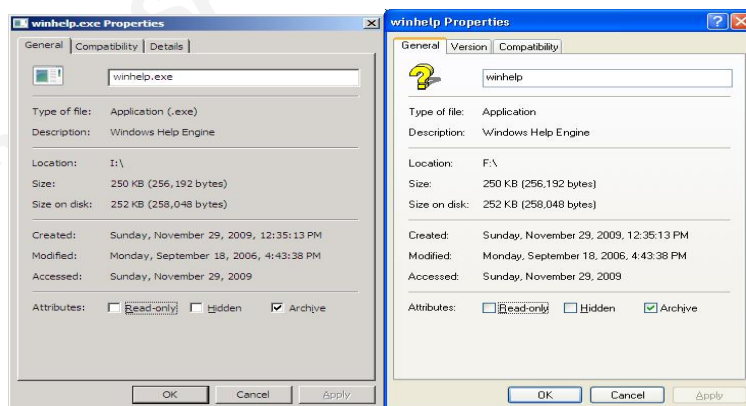 winhelp.exe Properties
General Compatibility Details
winhelp.exe
Type of file: Application (.exe)
Description: Windows Help Engine
Location: I:\
Size: 250 KB (256,192 bytes)
Size on disk: 252 KB (258,048 bytes)
Created: Sunday, November 29, 2009, 12:35:13 PM
Modified: Monday, September 18, 2006, 4:43:38 PM
Accessed: Sunday, November 29, 2009
Attributes: Read-only Hidden Archive
OK Cancel Apply
winhelp Properties
General Version Compatibility
winhelp
Type of file: Application
Description: Windows Help Engine
Location: F:\
Size: 250 KB (256,192 bytes)
Size on disk: 252 KB (258,048 bytes)
Created: Sunday, November 29, 2009, 12:35:13 PM
Modified: Monday, September 18, 2006, 4:43:38 PM
Accessed: Sunday, November 29, 2009
Attributes: Read-only Hidden Archive
OK Cancel Apply